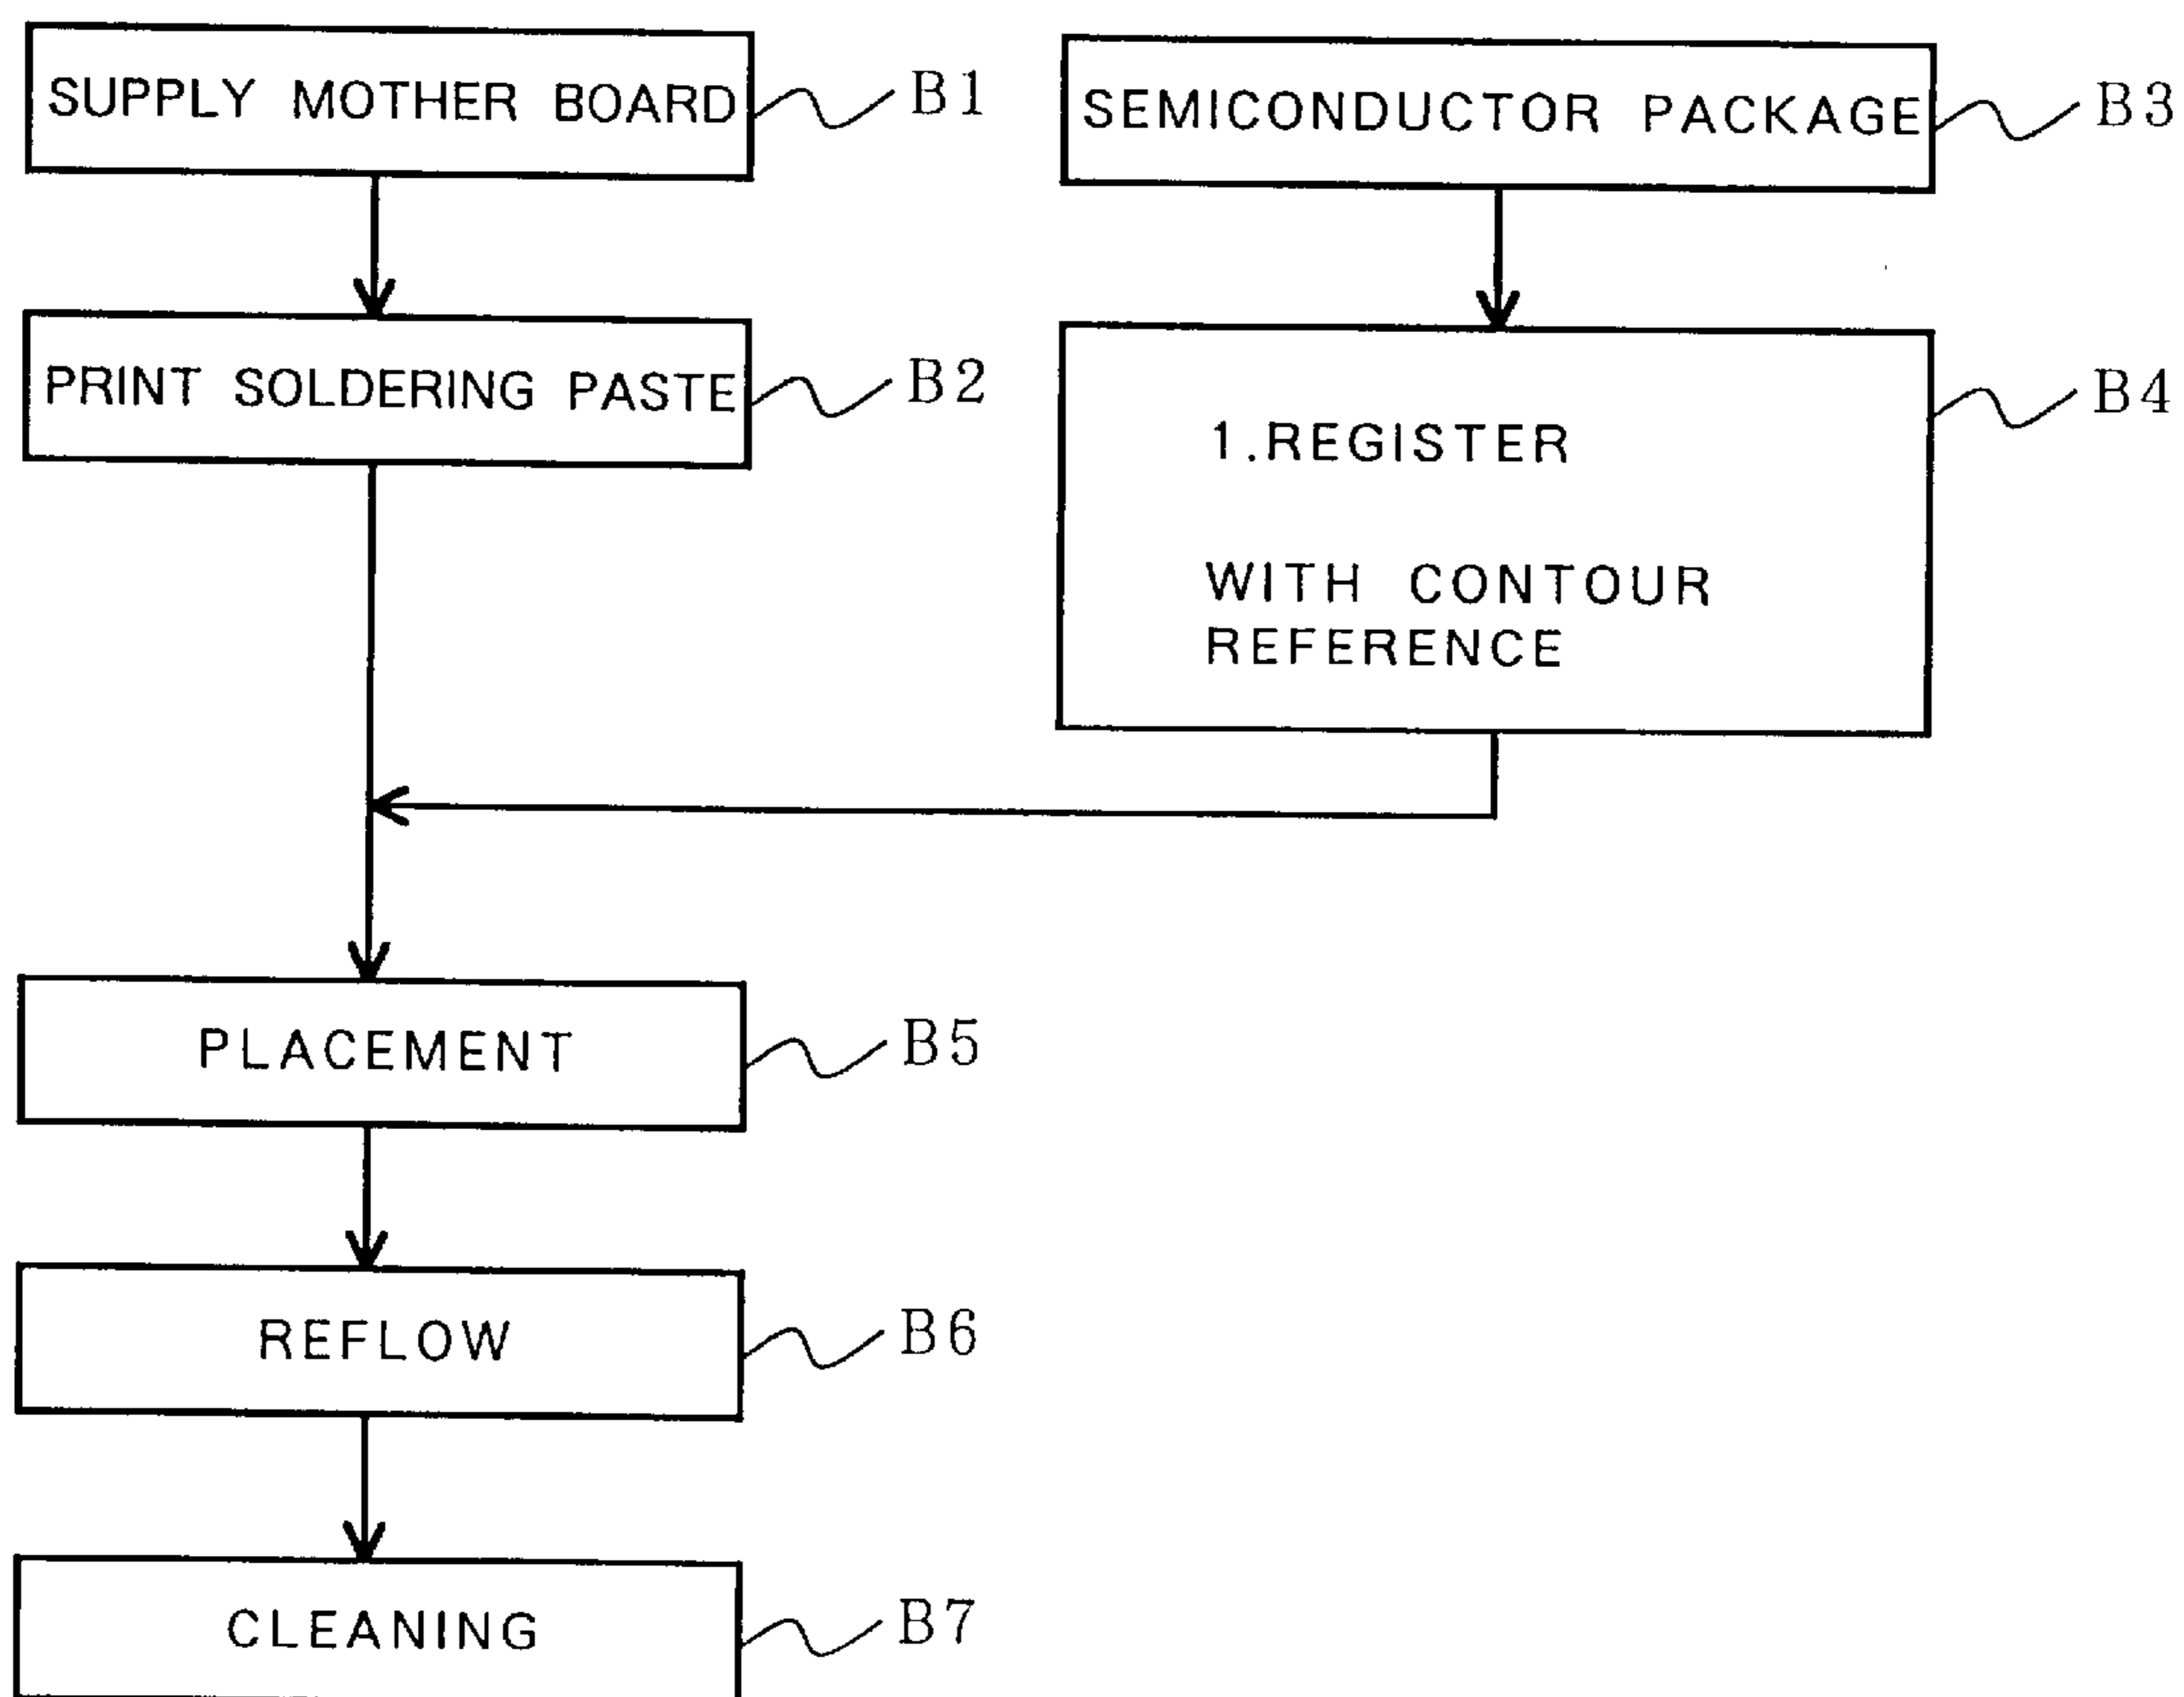 SUPPLY MOTHER BOARD
B1
SEMICONDUCTOR PACKAGE
B3
PRINT SOLDERING PASTE
B2
1.REGISTER
WITH CONTOUR
REFERENCE
B4
PLACEMENT
B5
REFLOW
B6
CLEANING
B7